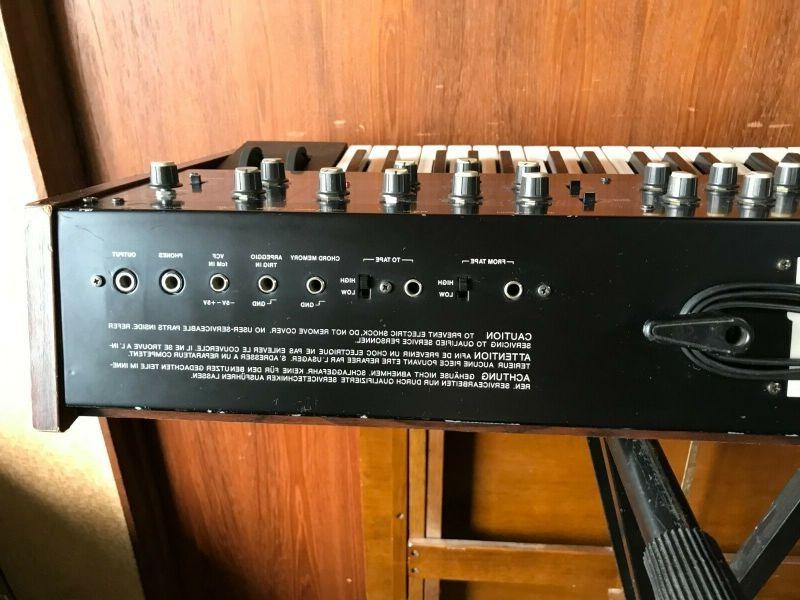 FROM TAPE
HIGH
LOW
TO TAPE
HIGH
LOW
CHORD MEMORY
GND
ARPEGGIO
TRIG IN
GND
VCF
fcM IN
-5V~+5V
PHONES
OUTPUT
CAUTION TO PREVENT ELECTRIC SHOCK DO NOT REMOVE COVER. NO USER-SERVICEABLE PARTS INSIDE. REFER
SERVICING TO QUALIFIED SERVICE PERSONNEL.
ATTENTION AFIN DE PREVENIR UN CHOC ELECTRIQUE NE PAS ENLEVER LE COUVERCLE, IL NE SE TROUVE A L'IN-
TERIEUR AUCUNE PIECE POUVANT ETRE REPAREE PAR L'USAGER. S'ADRESSER A UN REPARATEUR COMPETENT.
ACHTUNG GEHÄUSE NICHT ABNEHMEN, SCHLAGGEFAHR. KEINE, FÜR DEN BENUTZER GEDACHTEN TEILE IM INNE-
REN. SERVICEARBEITEN NUR DURCH QUALIFIZIERTE SERVICETECHNIKER AUSFÜHREN LASSEN.